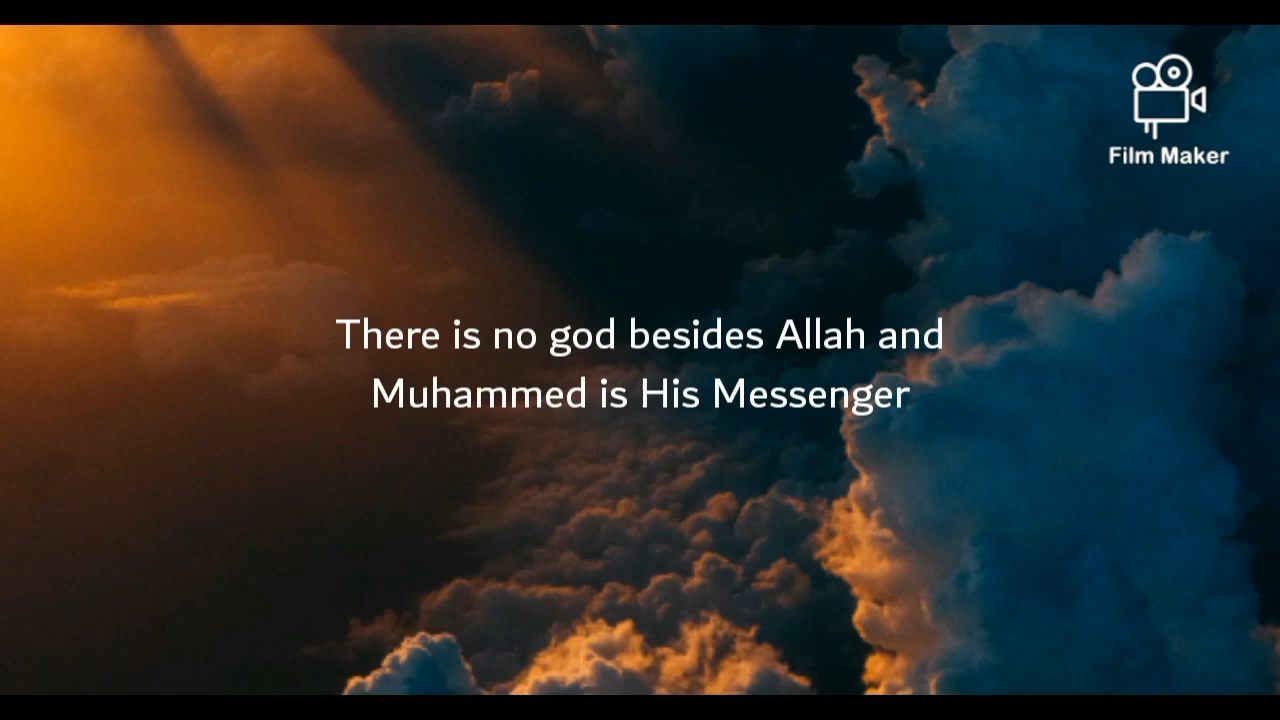 Film Maker
There is no god besides Allah and
Muhammed is His Messenger